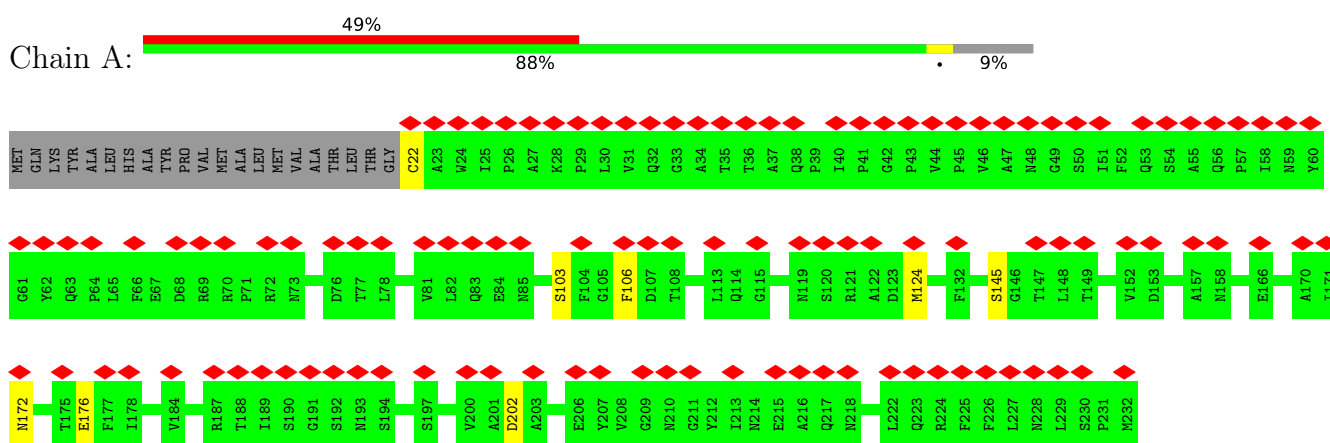 49%
Chain A:
88%
•
9%
MET GLN LYS TYR ALA LEU HIS ALA TYR PRO VAL MET ALA LEU MET VAL ALA THR LEU THR GLY C22 A23 W24 I25 P26 A27 K28 P29 L30 V31 Q32 G33 A34 T35 T36 A37 Q38 P39 I40 P41 G42 P43 V44 P45 V46 A47 N48 G49 S50 I51 F52 Q53 S54 A55 Q56 P57 I58 N59 Y60
G61 Y62 Q63 P64 L65 F66 E67 D68 R69 R70 P71 R72 N73 D76 T77 L78 V81 L82 Q83 E84 N85 S103 F104 G105 F106 D107 T108 L113 Q114 G115 N119 S120 R121 A122 D123 M124 F132 S145 G146 T147 L148 T149 V152 D153 A157 N158 E166 A170 I171
N172 T175 E176 F177 I178 V184 R187 T188 I189 S190 G191 S192 N193 S194 S197 V200 A201 D202 A203 E206 Y207 V208 G209 N210 G211 Y212 I213 N214 E215 A216 Q217 N218 L222 Q223 R224 F225 F226 L227 N228 L229 S230 P231 M232